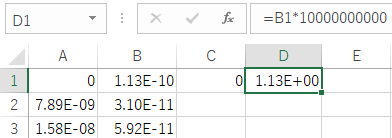 D1 fx =B1*10000000000
A B C D E
1 0 1.13E-10 0 1.13E+00
2 7.89E-09 3.10E-11
3 1.58E-08 5.92E-11